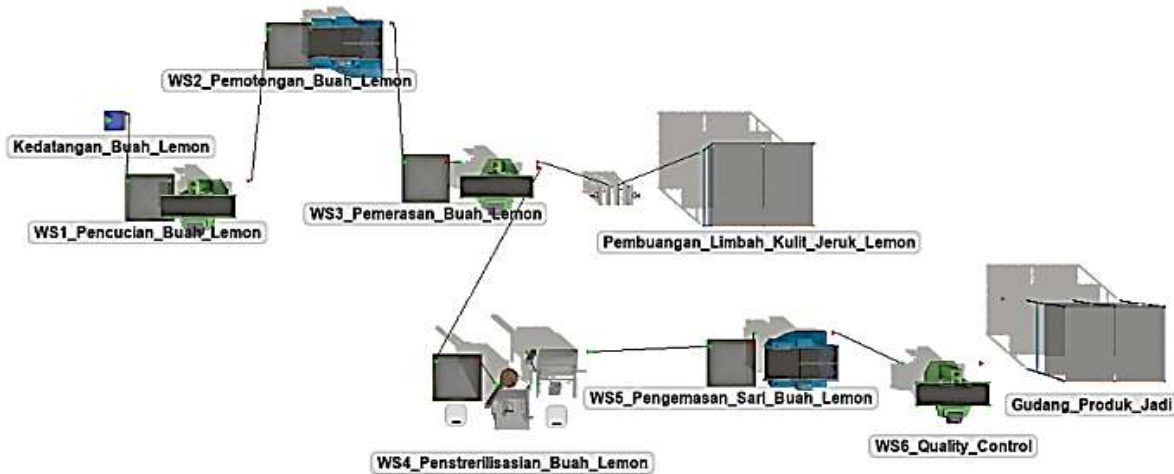 WS2_Pemotongan_Buah_Lemon
Kedatangan_Buah_Lemon
WS1_Pencucian_Buah_Lemon
WS3_Pemerasan_Buah_Lemon
Pembuangan_Limbah_Kulit_Jeruk_Lemon
WS5_Pengemasan_Sari_Buah_Lemon
Gudang_Produk_Jadi
WS6_Quality_Control
WS4_Penstrerilisasian_Buah_Lemon